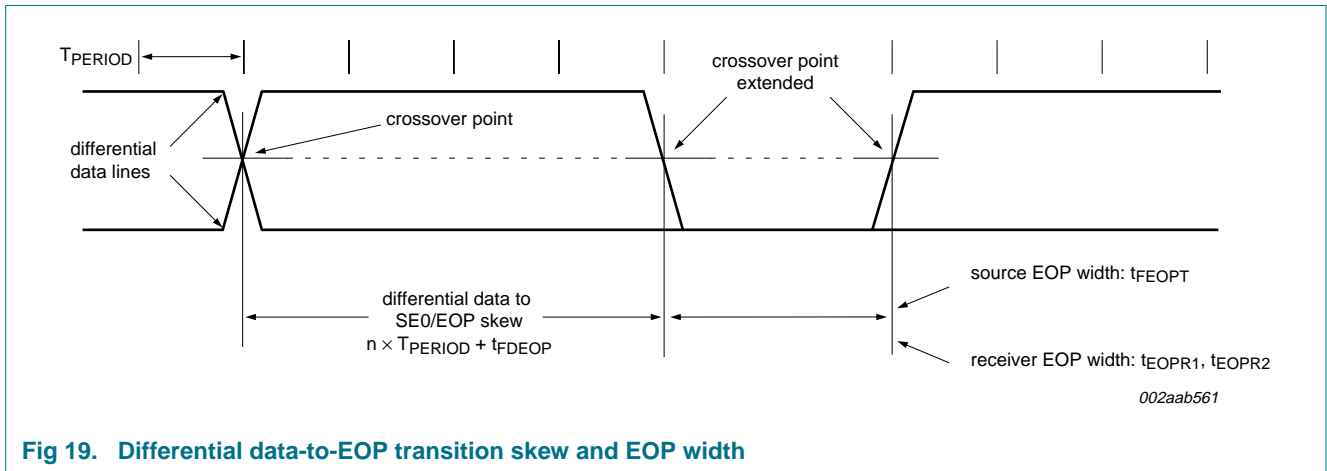 TPERIOD
crossover point
extended
crossover point
differential
data lines
differential data to
SE0/EOP skew
n × TPERIOD + tFDEOP
source EOP width: tFEOPT
receiver EOP width: tEOPR1, tEOPR2
002aab561
Fig 19. Differential data-to-EOP transition skew and EOP width